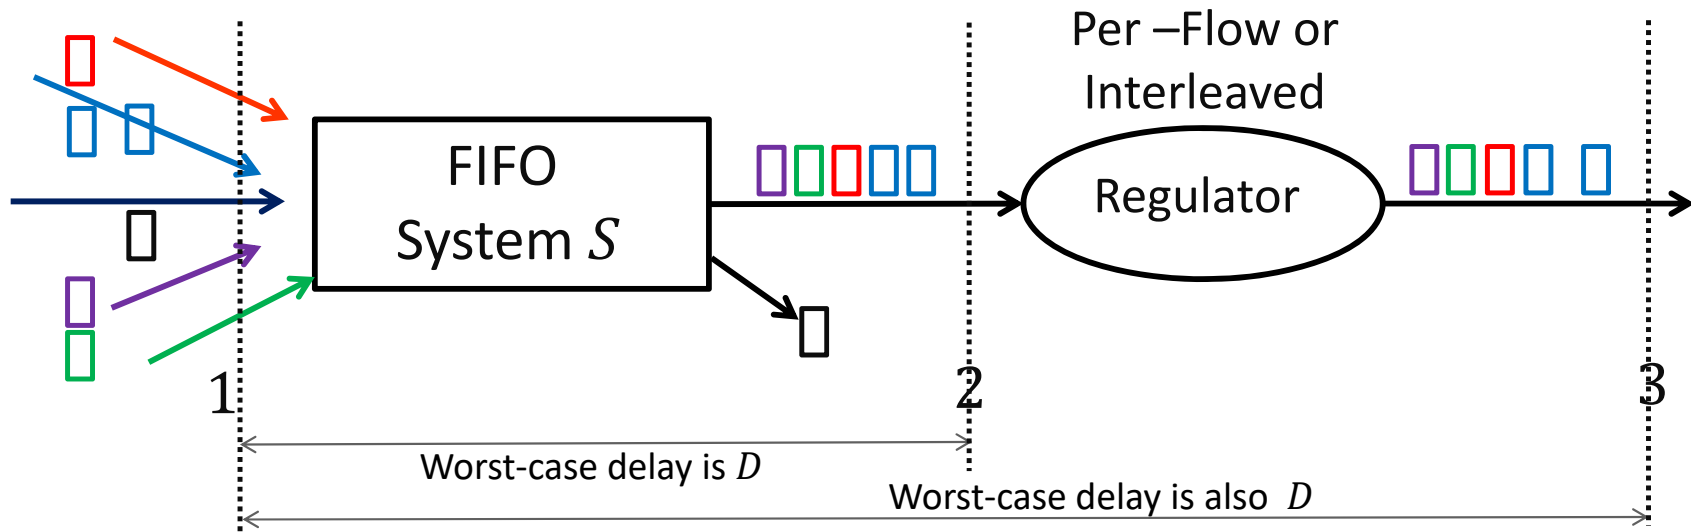 Per –Flow or
Interleaved
FIFO
System S
Regulator
1
2
3
Worst-case delay is D
Worst-case delay is also D